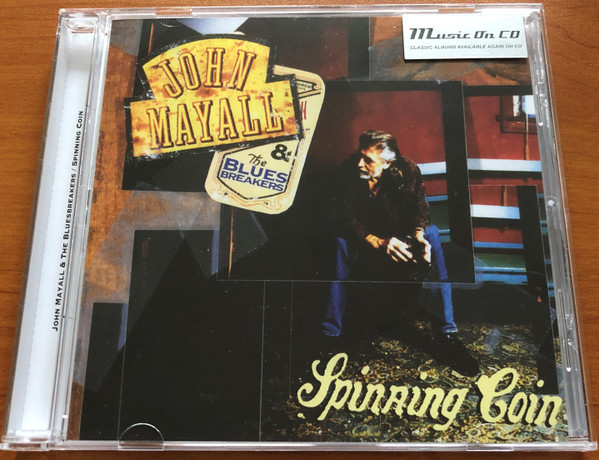 Music On CD
CLASSIC ALBUMS AVAILABLE AGAIN ON CD
JOHN
MAYALL
&
The
BLUES
BREAKERS
Spinning Coin
JOHN MAYALL & THE BLUESBREAKERS / SPINNING COIN